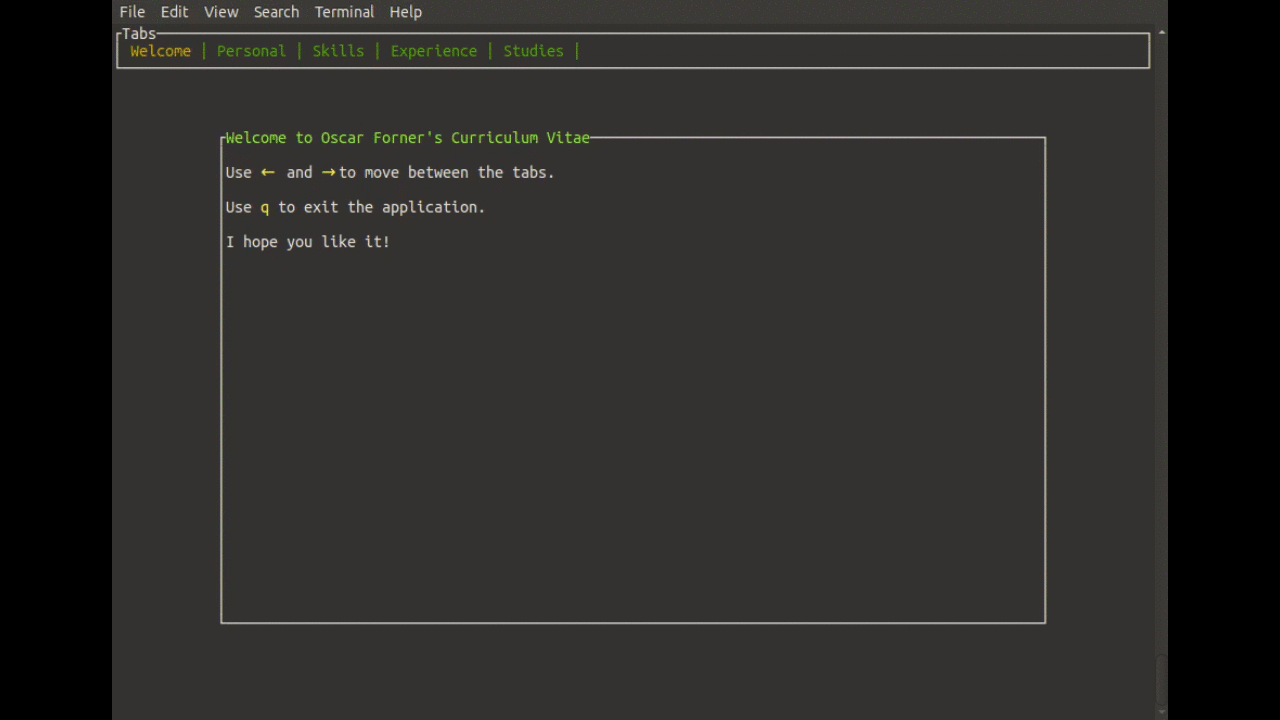 File Edit View Search Terminal Help
Tabs
Welcome | Personal | Skills | Experience | Studies |
Welcome to Oscar Forner's Curriculum Vitae
Use ← and →to move between the tabs.
Use q to exit the application.
I hope you like it!